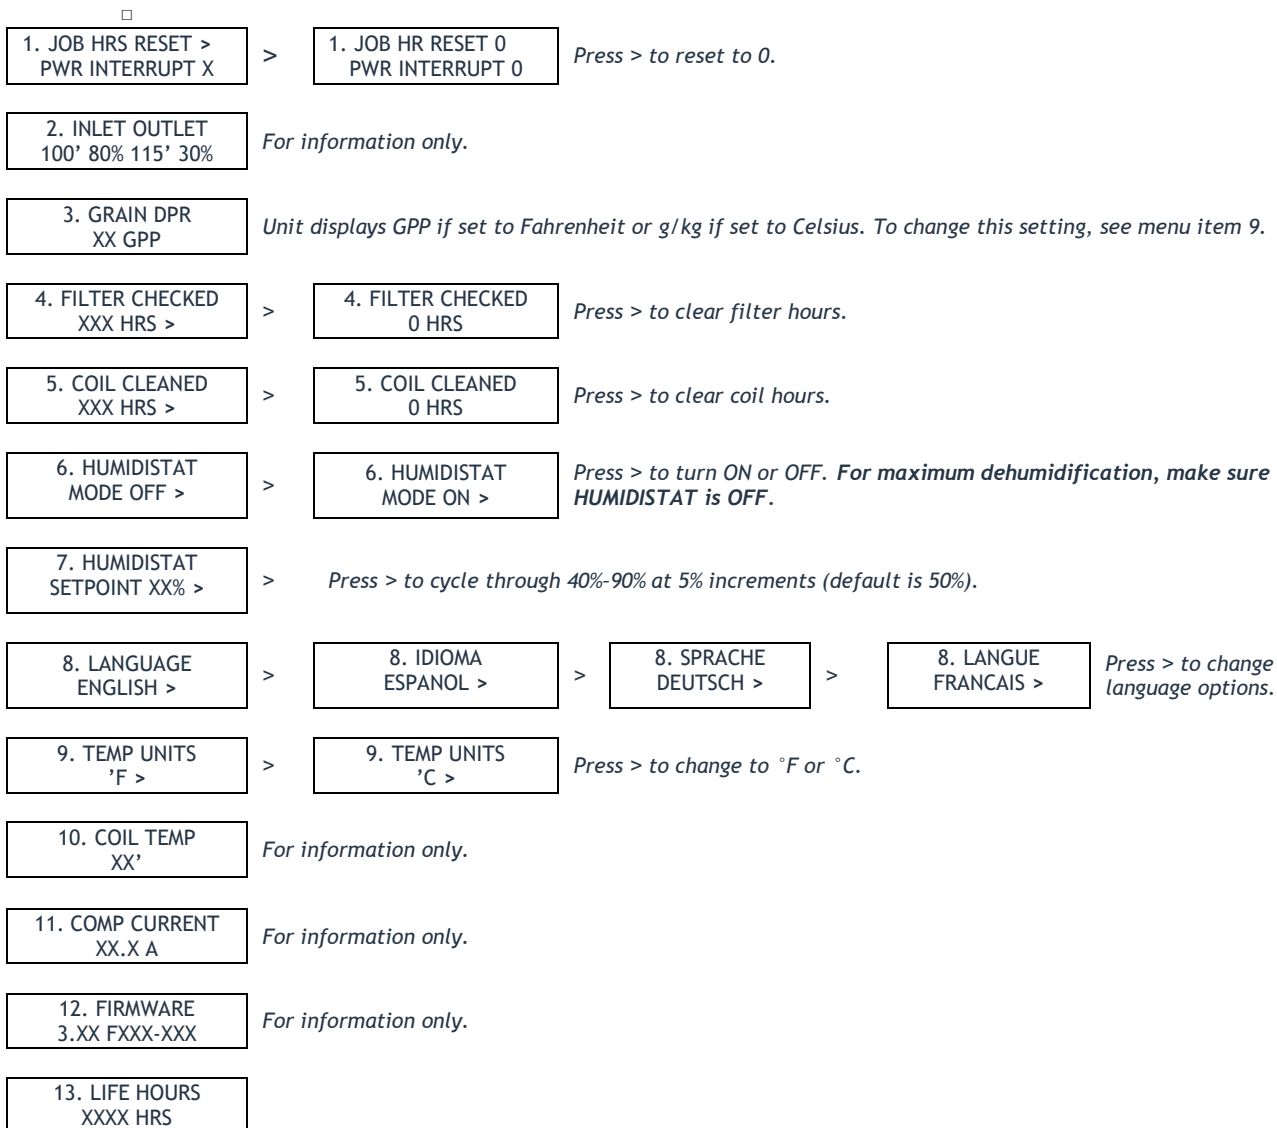 1. JOB HRS RESET >
PWR INTERRUPT X
>
1. JOB HR RESET 0
PWR INTERRUPT 0
Press > to reset to 0.
2. INLET OUTLET
100’ 80% 115’ 30%
For information only.
3. GRAIN DPR
XX GPP
Unit displays GPP if set to Fahrenheit or g/kg if set to Celsius. To change this setting, see menu item 9.
4. FILTER CHECKED
XXX HRS >
>
4. FILTER CHECKED
0 HRS
Press > to clear filter hours.
5. COIL CLEANED
XXX HRS >
>
5. COIL CLEANED
0 HRS
Press > to clear coil hours.
6. HUMIDISTAT
MODE OFF >
>
6. HUMIDISTAT
MODE ON >
Press > to turn ON or OFF. For maximum dehumidification, make sure
HUMIDISTAT is OFF.
7. HUMIDISTAT
SETPOINT XX% >
>
Press > to cycle through 40%-90% at 5% increments (default is 50%).
8. LANGUAGE
ENGLISH >
>
8. IDIOMA
ESPANOL >
>
8. SPRACHE
DEUTSCH >
>
8. LANGUE
FRANCAIS >
Press > to change
language options.
9. TEMP UNITS
’F >
>
9. TEMP UNITS
’C >
Press > to change to °F or °C.
10. COIL TEMP
XX’
For information only.
11. COMP CURRENT
XX.X A
For information only.
12. FIRMWARE
3.XX FXXX-XXX
For information only.
13. LIFE HOURS
XXXX HRS